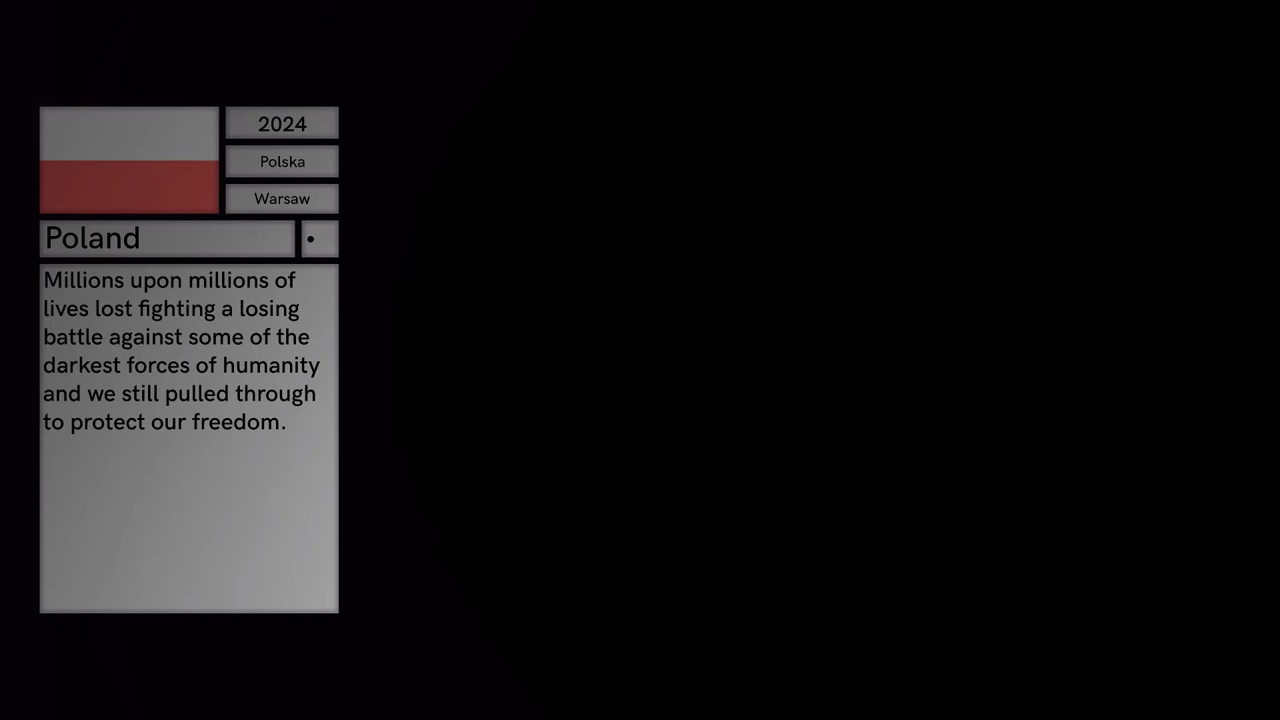 2024
Polska
Warsaw
Poland
•
Millions upon millions of
lives lost fighting a losing
battle against some of the
darkest forces of humanity
and we still pulled through
to protect our freedom.